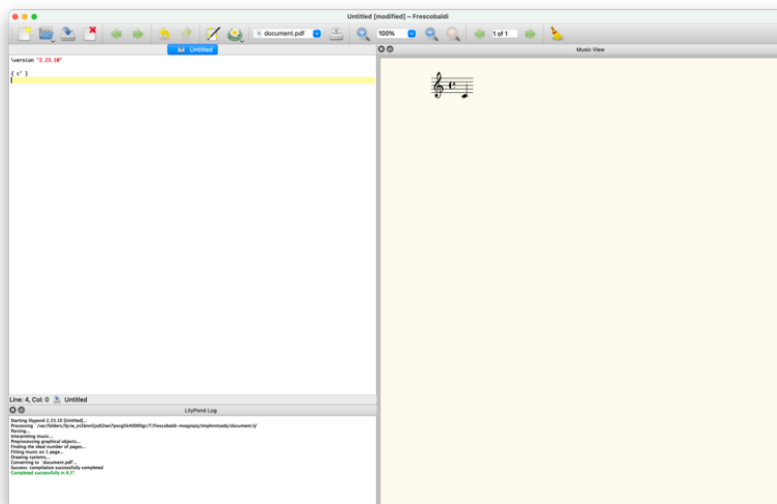 Untitled [modified] – Frescobaldi
document.pdf
100%
1 of 1
Untitled
Music View
\version "2.23.10"
{ c' }
Line: 4, Col: 0 Untitled
LilyPond Log
Starting lilypond 2.23.10 [Untitled]...
Parsing...
Interpreting music...
Preprocessing graphical objects...
Finding the ideal number of pages...
Fitting music on 1 page...
Drawing systems...
Converting to `document.pdf'...
Success: compilation successfully completed
Completed successfully in